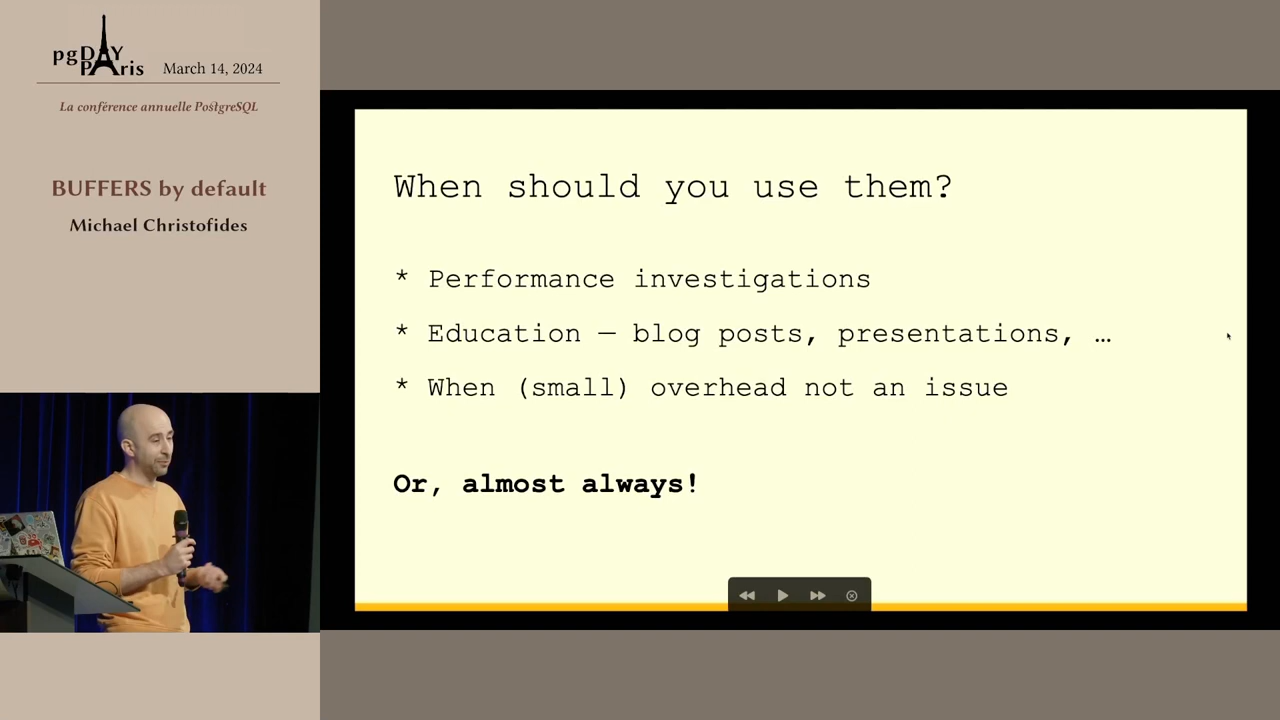 pgDAY
PAris
March 14, 2024
La conférence annuelle PostgreSQL
BUFFERS by default
Michael Christofides
When should you use them?
* Performance investigations
* Education — blog posts, presentations, …
* When (small) overhead not an issue
Or, almost always!